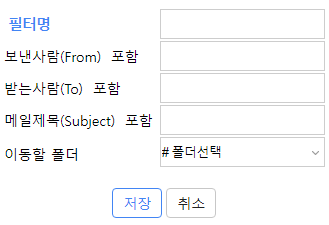 필터명
보낸사람(From) 포함
받는사람(To) 포함
메일제목(Subject) 포함
이동할 폴더 # 폴더선택
저장 취소